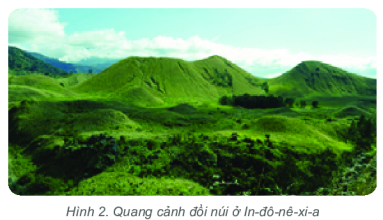 Hình 2. Quang cảnh đồi núi ở In-đô-nê-xi-a